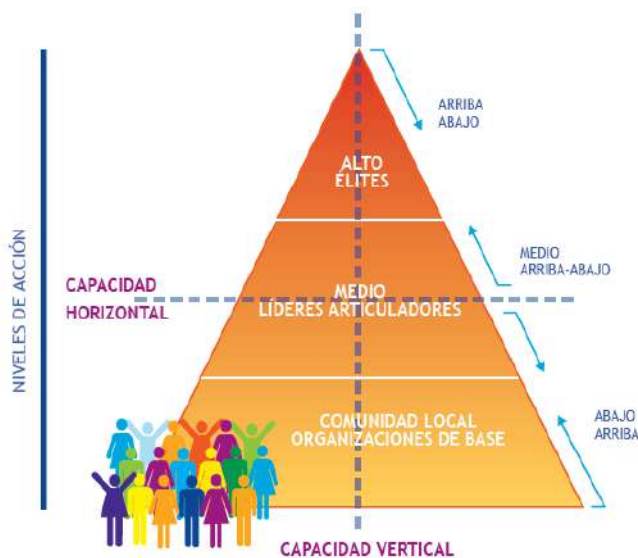 ARRIBA
ABAJO
ALTO
ÉLITES
NIVELES DE ACCIÓN
CAPACIDAD
HORIZONTAL
MEDIO
LÍDERES ARTICULADORES
MEDIO
ARRIBA-ABAJO
COMUNIDAD LOCAL
ORGANIZACIONES DE BASE
ABAJO
ARRIBA
CAPACIDAD VERTICAL